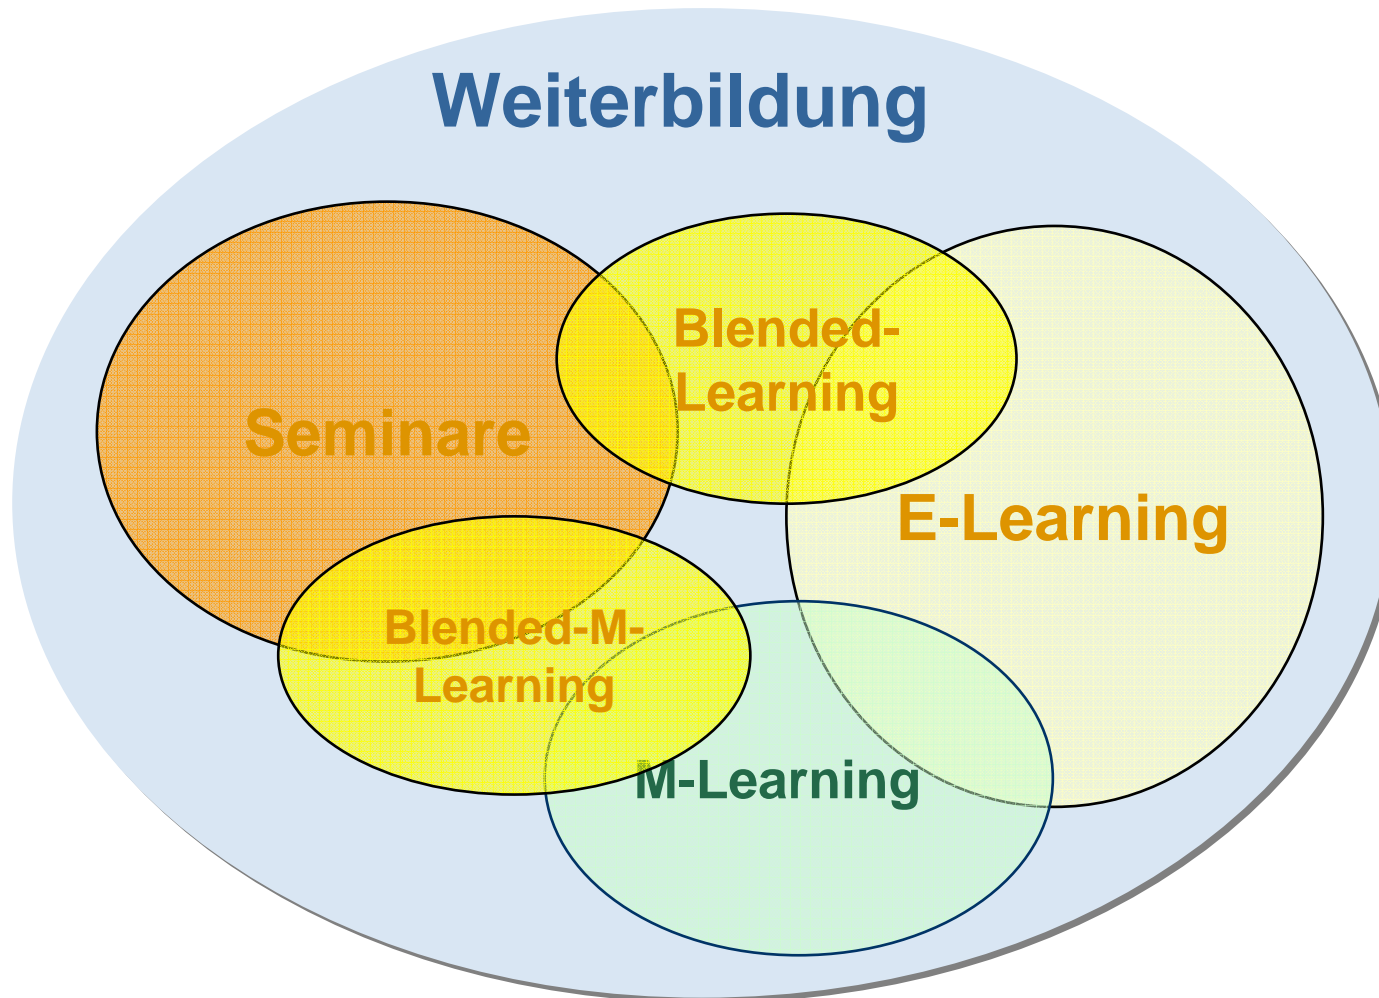 Weiterbildung
Blended-
Learning
Seminare
E-Learning
Blended-M-
Learning
M-Learning